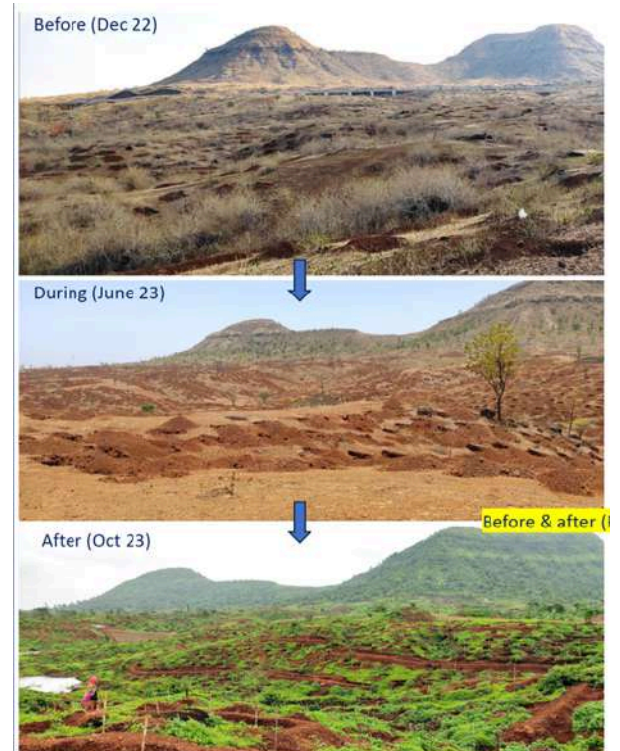 Before (Dec 22)
During (June 23)
Before & after (
After (Oct 23)